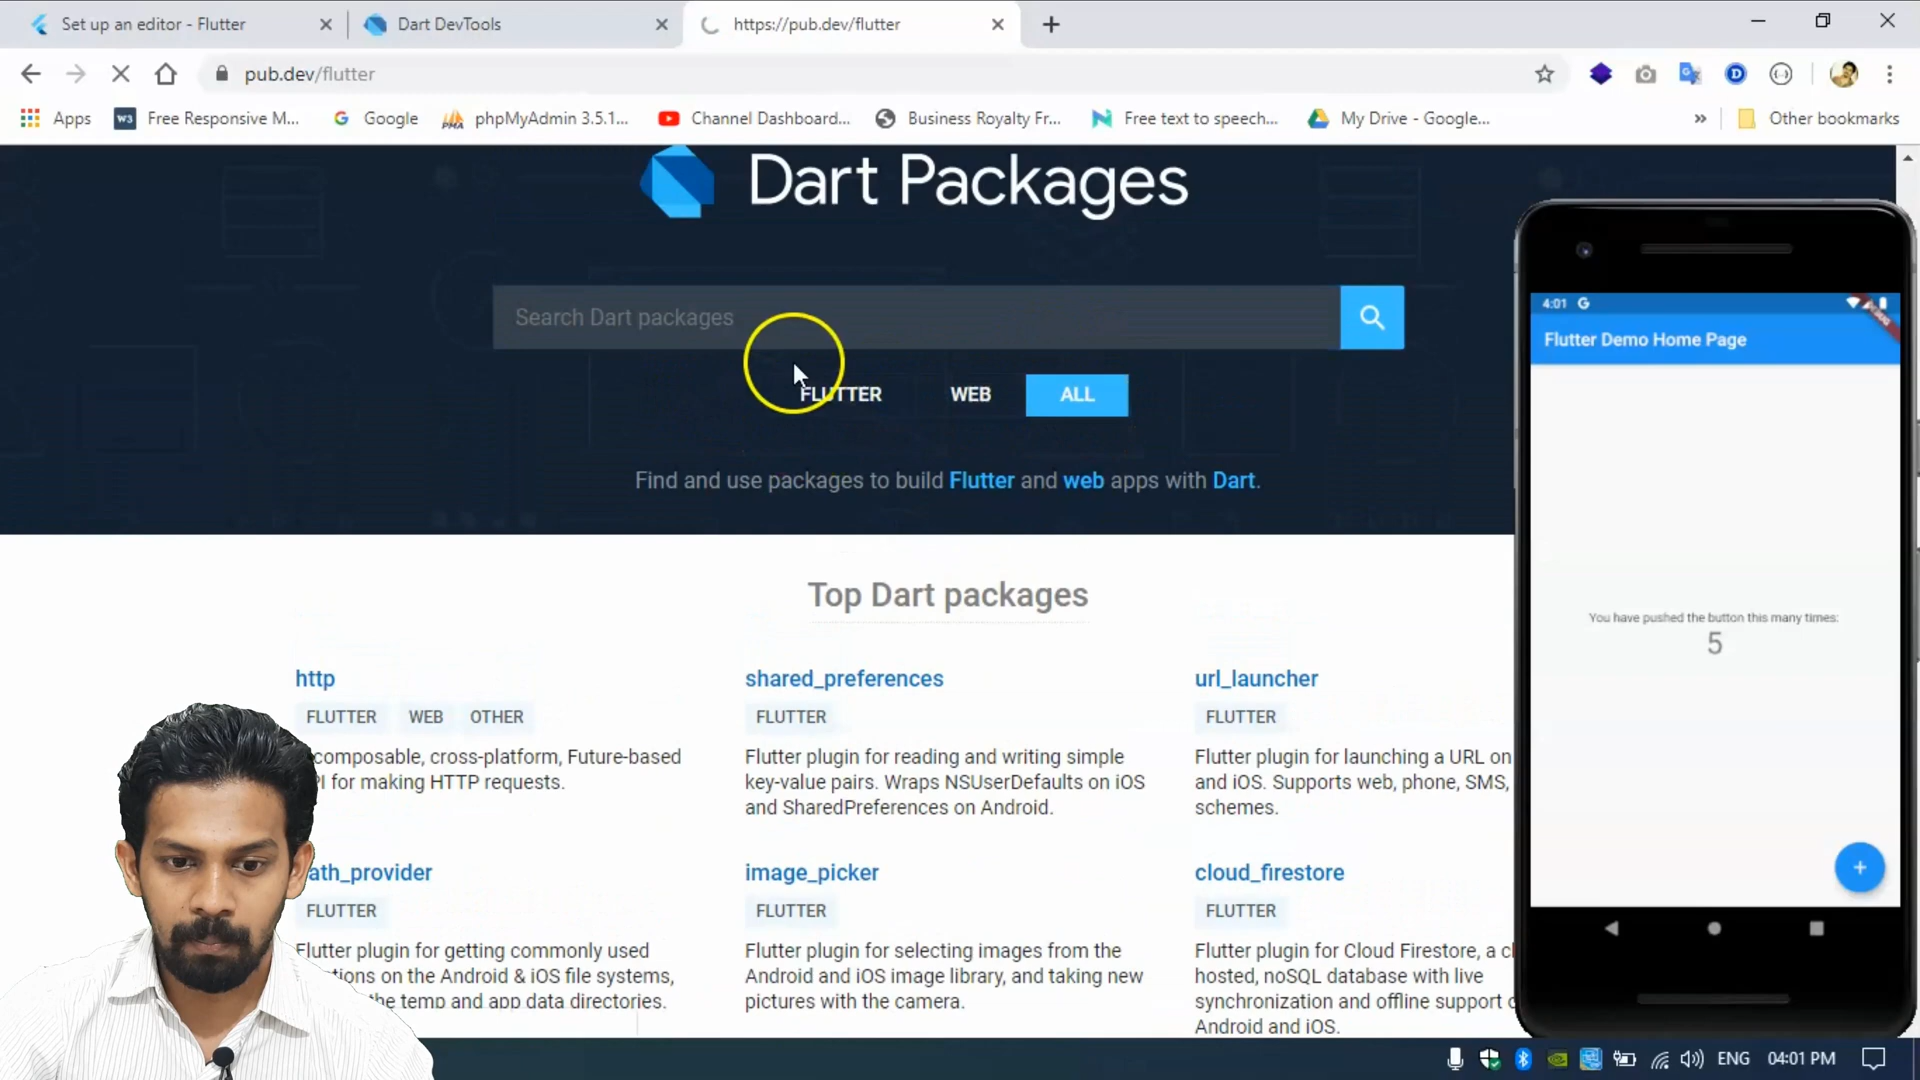 Set up an editor - Flutter
Dart DevTools
https://pub.dev/flutter
pub.dev/flutter
Apps
W3
Free Responsive M...
Google
PMA
phpMyAdmin 3.5.1...
Channel Dashboard...
Business Royalty Fr...
Free text to speech...
My Drive - Google...
Other bookmarks
Dart Packages
Search Dart packages
FLUTTER WEB ALL
Find and use packages to build Flutter and web apps with Dart.
Top Dart packages
http
FLUTTER WEB OTHER
composable, cross-platform, Future-based
for making HTTP requests.
shared_preferences
FLUTTER
Flutter plugin for reading and writing simple
key-value pairs. Wraps NSUserDefaults on iOS
and SharedPreferences on Android.
url_launcher
FLUTTER
Flutter plugin for launching a URL on
and iOS. Supports web, phone, SMS,
schemes.
ath_provider
FLUTTER
Flutter plugin for getting commonly used
on the Android & iOS file systems,
the temp and app data directories.
image_picker
FLUTTER
Flutter plugin for selecting images from the
Android and iOS image library, and taking new
pictures with the camera.
cloud_firestore
FLUTTER
Flutter plugin for Cloud Firestore, a cl
hosted, noSQL database with live
synchronization and offline support o
Android and iOS.
4:01 G
Flutter Demo Home Page
You have pushed the button this many times:
5
+
ENG 04:01 PM